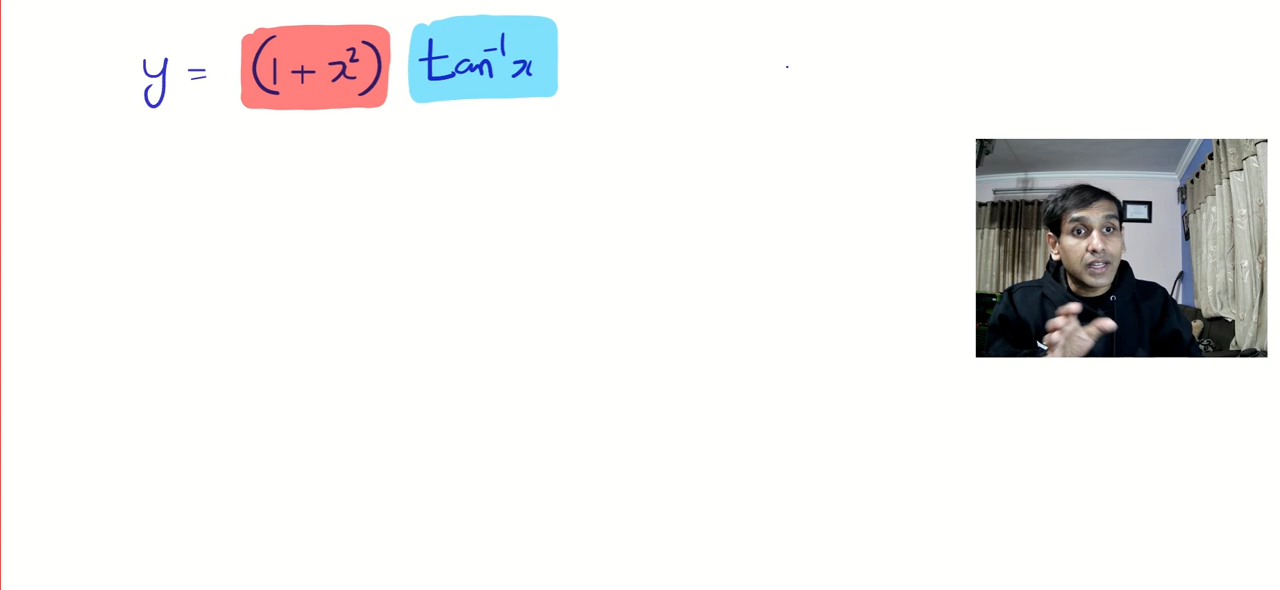 y = (1 + x²) tan⁻¹x